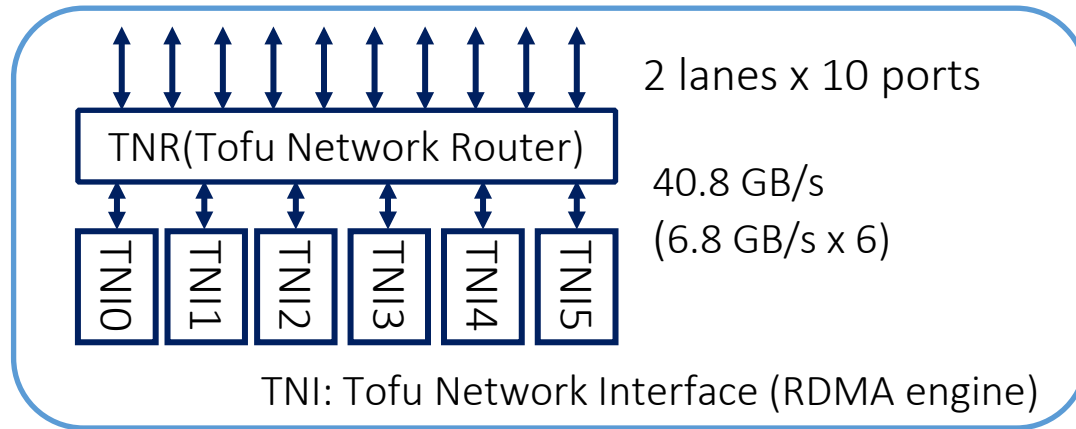 2 lanes x 10 ports
TNR(Tofu Network Router)
40.8 GB/s
(6.8 GB/s x 6)
TNI0
TNI1
TNI2
TNI3
TNI4
TNI5
TNI: Tofu Network Interface (RDMA engine)